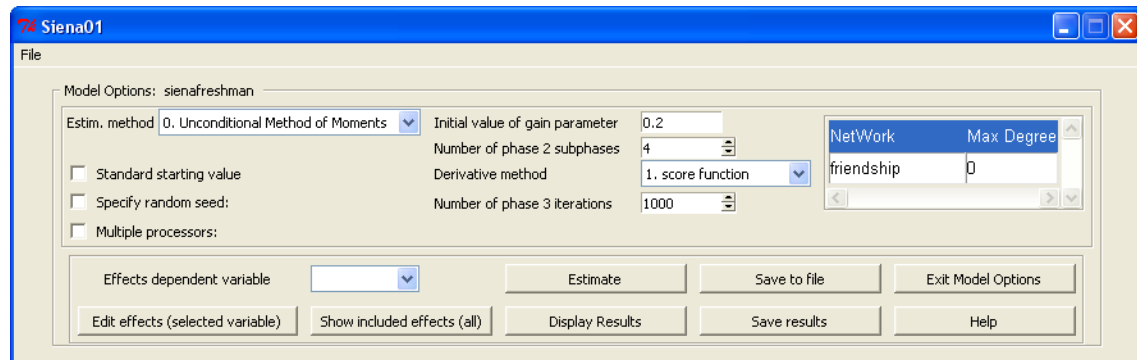 Siena01
File
Model Options: sienafreshman
Estim. method 0. Unconditional Method of Moments
Initial value of gain parameter 0.2
Number of phase 2 subphases 4
NetWork Max Degree
Standard starting value
Derivative method 1. score function
friendship 0
Specify random seed:
Number of phase 3 iterations 1000
Multiple processors:
Effects dependent variable
Estimate
Save to file
Exit Model Options
Edit effects (selected variable)
Show included effects (all)
Display Results
Save results
Help